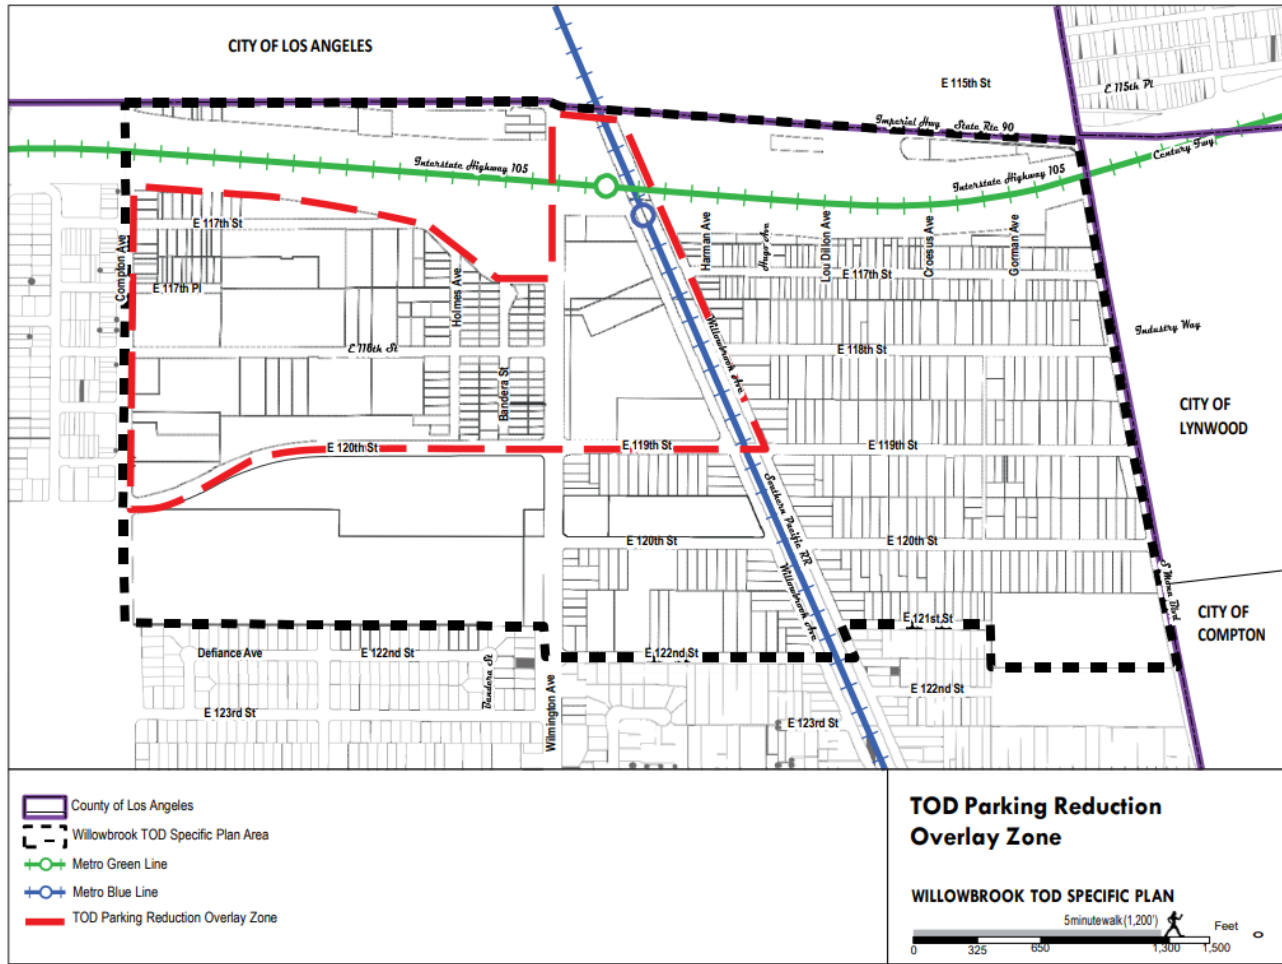 CITY OF LOS ANGELES
E 115th St
E 115th Pl
Imperial Hwy State Rte 90
Century Fwy
Interstate Highway 105
Interstate Highway 105
E 117th St
Compton Ave
E 117th Pl
Holmes Ave
Harman Ave
Hugo Ave
Lou Dillon Ave
Croesus Ave
Gorman Ave
E 117th St
Industry Way
E 118th St
Willowbrook Ave
E 118th St
Bandera St
CITY OF
LYNWOOD
E 120th St
E 119th St
E 119th St
Southern Pacific RR
E 120th St
E 120th St
Willowbrook Ave
S Mona Blvd
CITY OF
COMPTON
E 121st St
Defiance Ave
E 122nd St
E 122nd St
Bandera St
E 122nd St
Wilmington Ave
E 123rd St
E 123rd St
County of Los Angeles
Willowbrook TOD Specific Plan Area
Metro Green Line
Metro Blue Line
TOD Parking Reduction Overlay Zone
TOD Parking Reduction
Overlay Zone
WILLOWBROOK TOD SPECIFIC PLAN
5minutewalk(1,200')
Feet
0 325 650 1,300 1,500